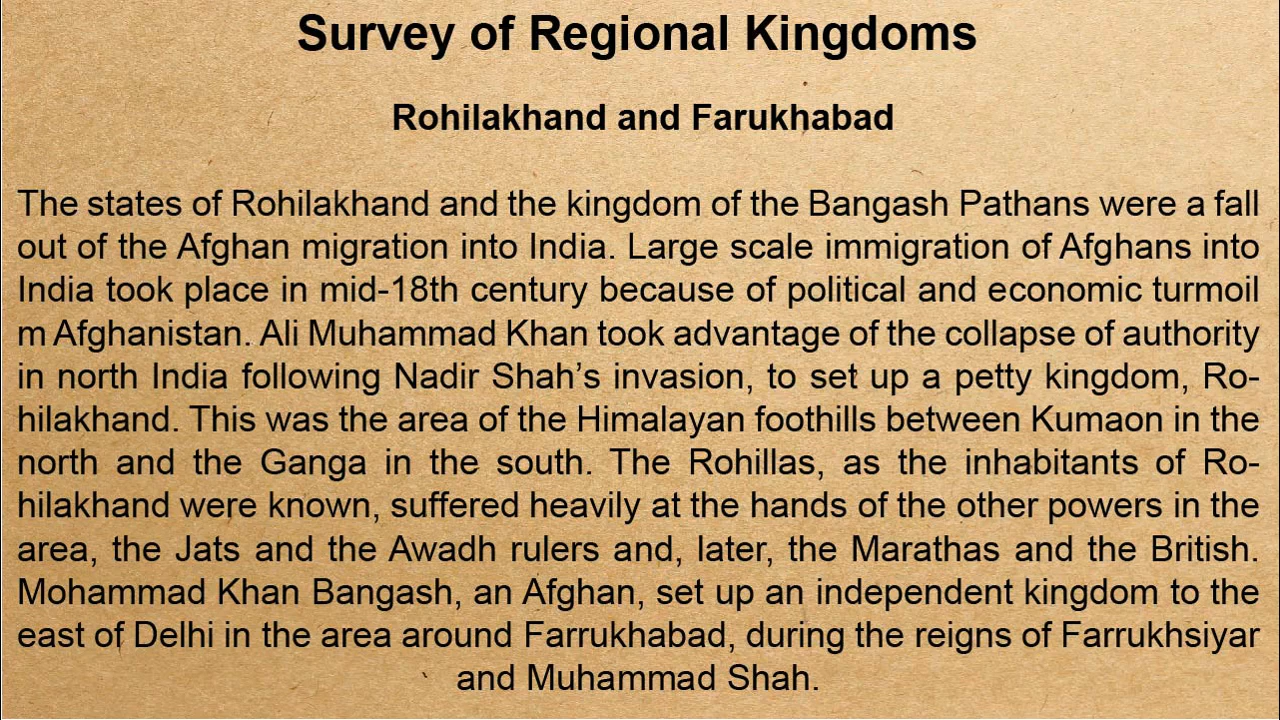 Survey of Regional Kingdoms
Rohilakhand and Farukhabad
The states of Rohilakhand and the kingdom of the Bangash Pathans were a fall
out of the Afghan migration into India. Large scale immigration of Afghans into
India took place in mid-18th century because of political and economic turmoil
m Afghanistan. Ali Muhammad Khan took advantage of the collapse of authority
in north India following Nadir Shah’s invasion, to set up a petty kingdom, Ro-
hilakhand. This was the area of the Himalayan foothills between Kumaon in the
north and the Ganga in the south. The Rohillas, as the inhabitants of Ro-
hilakhand were known, suffered heavily at the hands of the other powers in the
area, the Jats and the Awadh rulers and, later, the Marathas and the British.
Mohammad Khan Bangash, an Afghan, set up an independent kingdom to the
east of Delhi in the area around Farrukhabad, during the reigns of Farrukhsiyar
and Muhammad Shah.